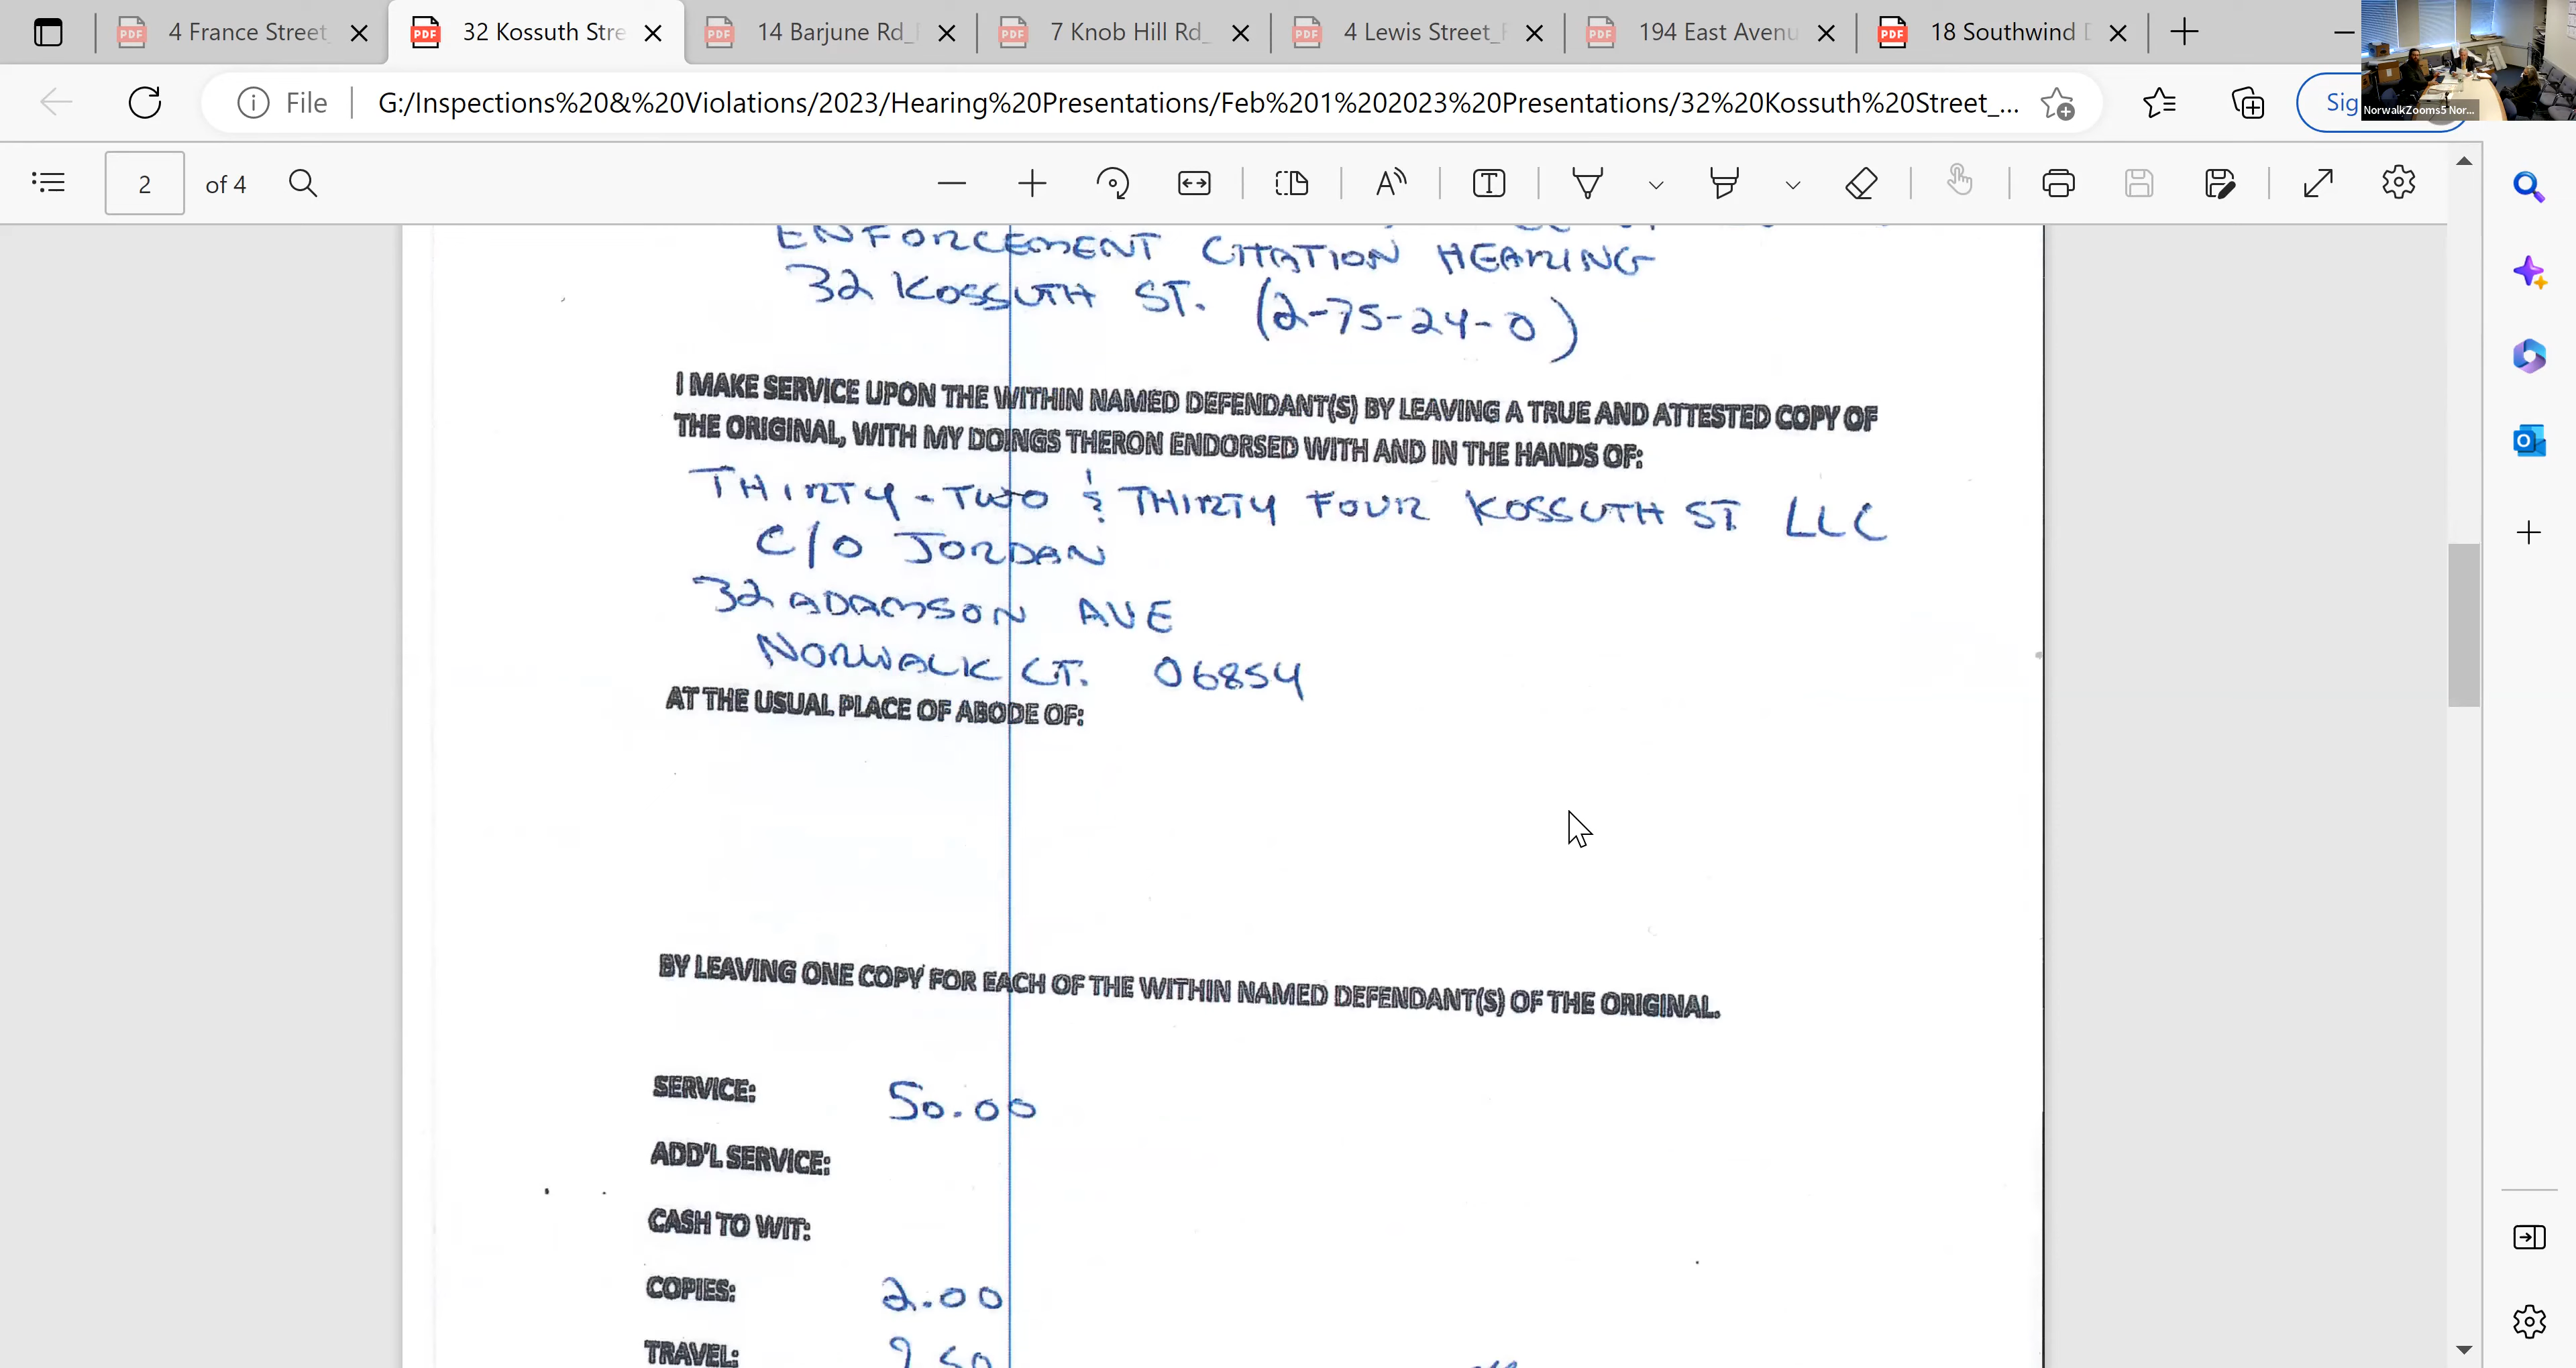 4 France Street
32 Kossuth Stre
14 Barjune Rd_
7 Knob Hill Rd_
4 Lewis Street_
194 East Avenu
18 Southwind
File
G:/Inspections%20&%20Violations/2023/Hearing%20Presentations/Feb%201%202023%20Presentations/32%20Kossuth%20Street_...
Sig
NorwalkZooms5 Nor...
2 of 4
ENFORCEMENT CITATION HEARING
32 KOSSUTH ST. (2-75-24-0)
I MAKE SERVICE UPON THE WITHIN NAMED DEFENDANT(S) BY LEAVING A TRUE AND ATTESTED COPY OF
THE ORIGINAL, WITH MY DOINGS THERON ENDORSED WITH AND IN THE HANDS OF:
THIRTY-TWO & THIRTY FOUR KOSSUTH ST LLC
C/O JORDAN
32 ADAMSON AVE
NORWALK CT. 06854
AT THE USUAL PLACE OF ABODE OF:
BY LEAVING ONE COPY FOR EACH OF THE WITHIN NAMED DEFENDANT(S) OF THE ORIGINAL.
SERVICE: 50.00
ADD'L SERVICE:
CASH TO WIT:
COPIES: 2.00
TRAVEL: